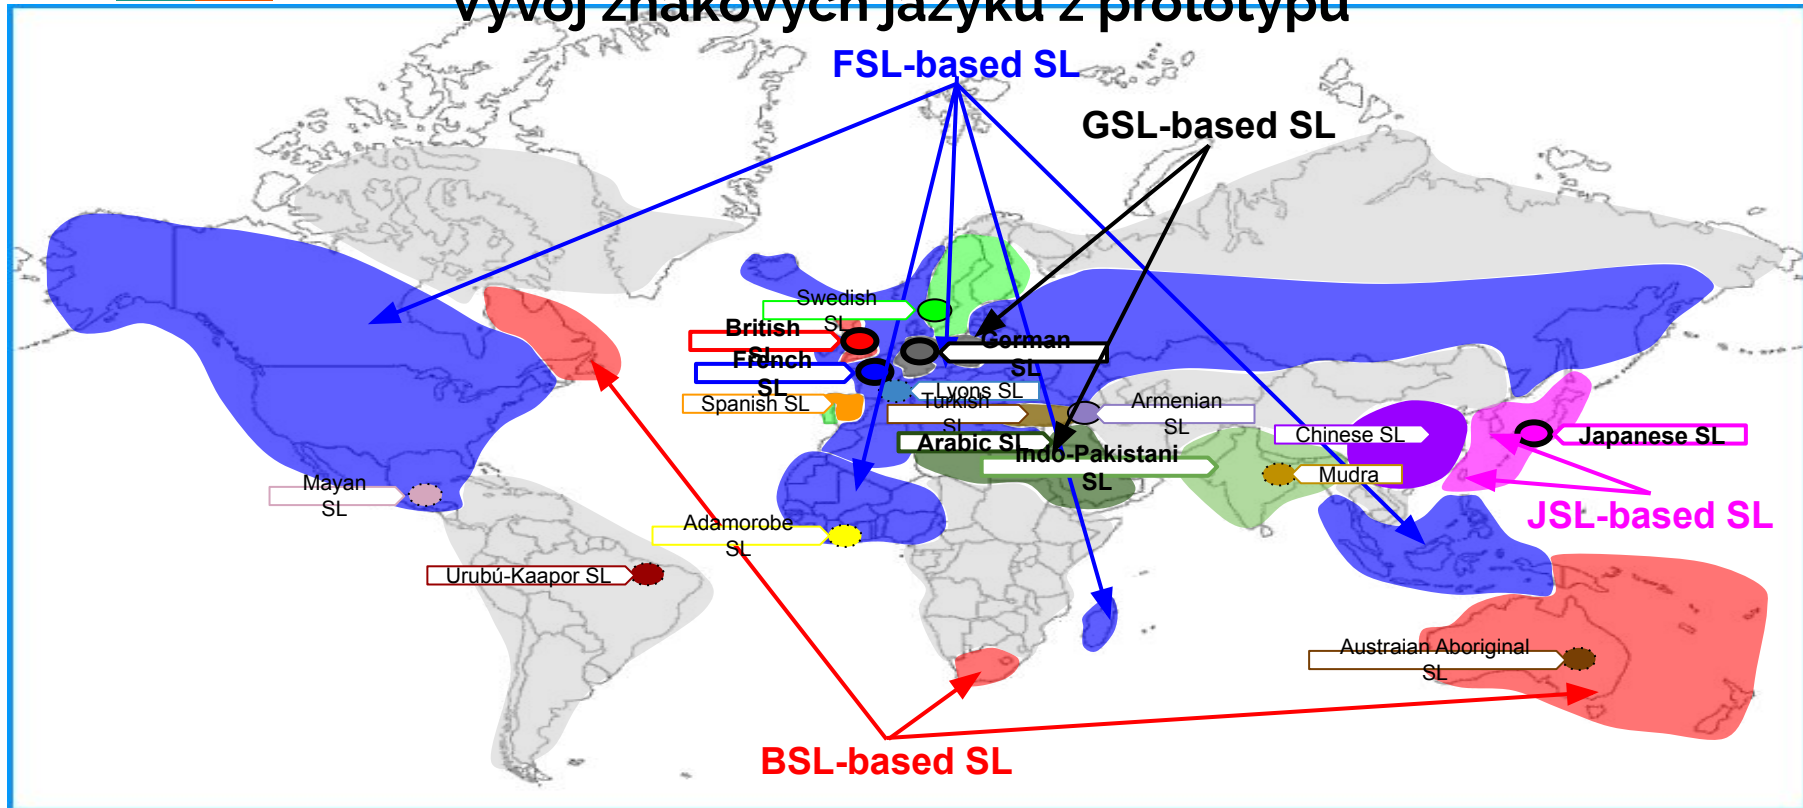 Vývoj znakových jazyků z prototypů
FSL-based SL
GSL-based SL
Swedish
SL
British
SL
German
SL
French
SL
Lyons SL
Spanish SL
Turkish
SL
Armenian
SL
Arabic SL
Indo-Pakistani
SL
Chinese SL
Japanese SL
Mudra
Mayan
SL
JSL-based SL
Adamorobe
SL
Urubú-Kaapor SL
Austraian Aboriginal
SL
BSL-based SL